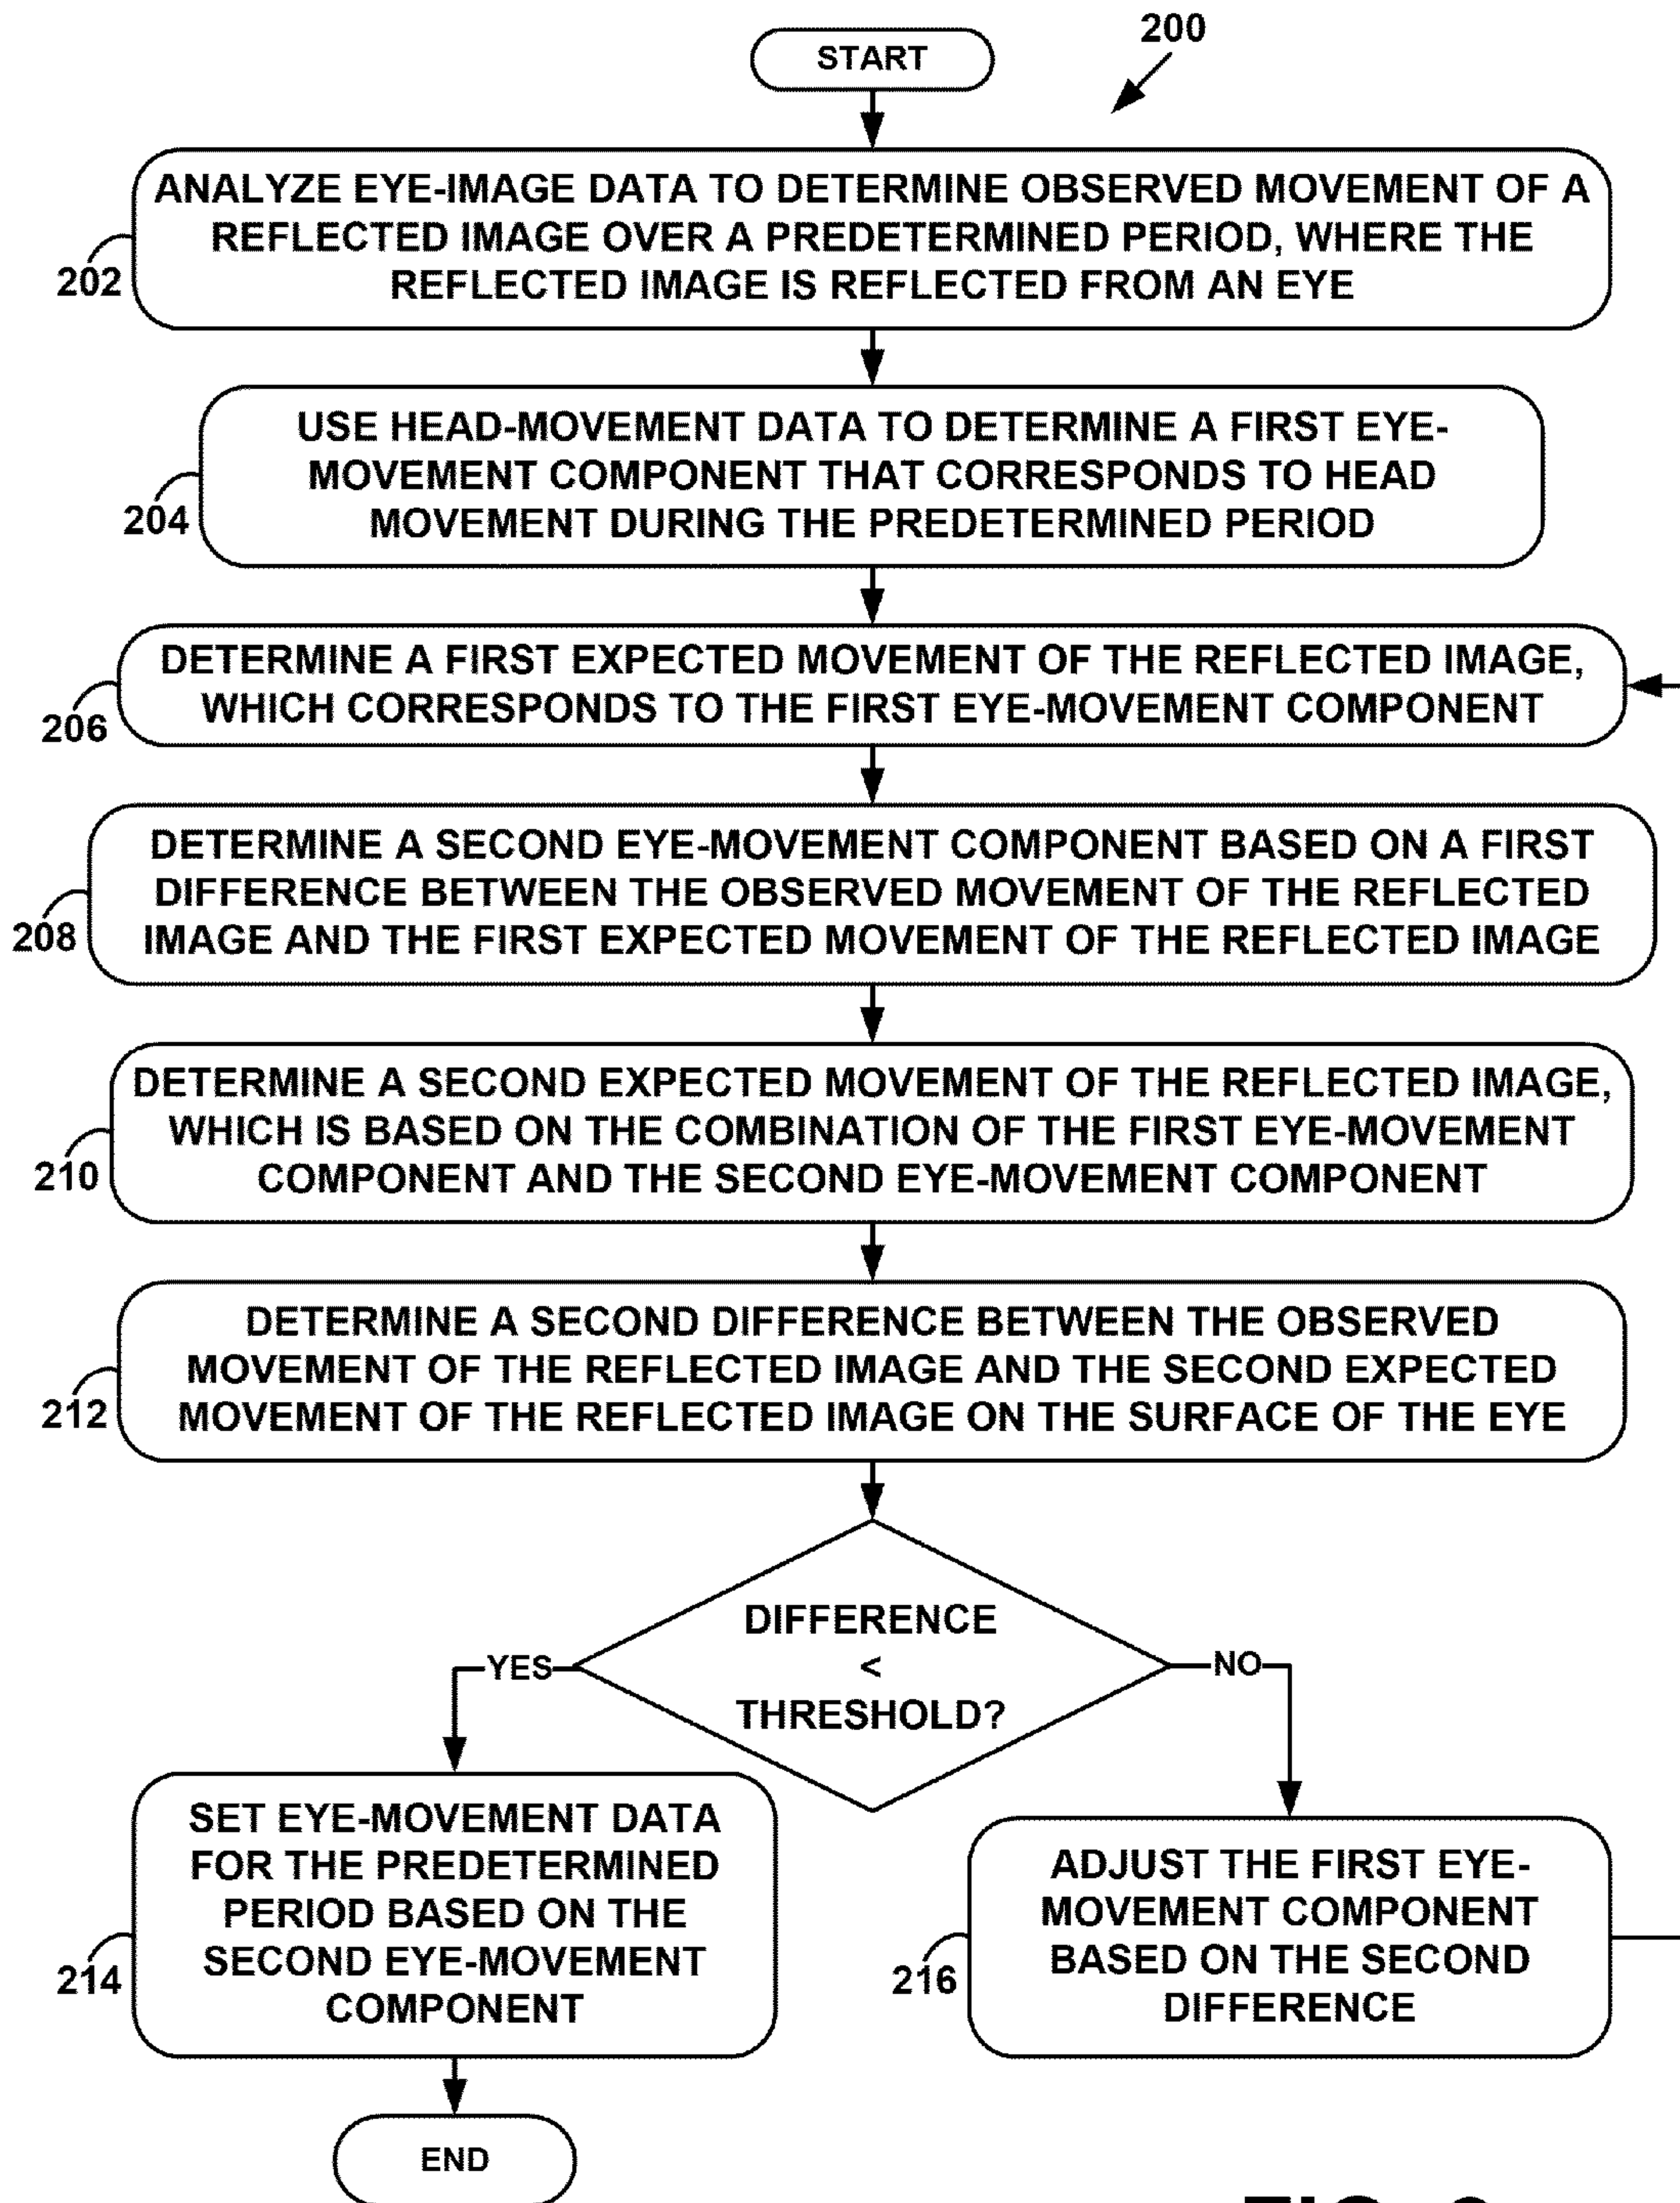 200
START
ANALYZE EYE-IMAGE DATA TO DETERMINE OBSERVED MOVEMENT OF A
REFLECTED IMAGE OVER A PREDETERMINED PERIOD, WHERE THE
REFLECTED IMAGE IS REFLECTED FROM AN EYE
202
USE HEAD-MOVEMENT DATA TO DETERMINE A FIRST EYE-
MOVEMENT COMPONENT THAT CORRESPONDS TO HEAD
MOVEMENT DURING THE PREDETERMINED PERIOD
204
DETERMINE A FIRST EXPECTED MOVEMENT OF THE REFLECTED IMAGE,
WHICH CORRESPONDS TO THE FIRST EYE-MOVEMENT COMPONENT
206
DETERMINE A SECOND EYE-MOVEMENT COMPONENT BASED ON A FIRST
DIFFERENCE BETWEEN THE OBSERVED MOVEMENT OF THE REFLECTED
IMAGE AND THE FIRST EXPECTED MOVEMENT OF THE REFLECTED IMAGE
208
DETERMINE A SECOND EXPECTED MOVEMENT OF THE REFLECTED IMAGE,
WHICH IS BASED ON THE COMBINATION OF THE FIRST EYE-MOVEMENT
COMPONENT AND THE SECOND EYE-MOVEMENT COMPONENT
210
DETERMINE A SECOND DIFFERENCE BETWEEN THE OBSERVED
MOVEMENT OF THE REFLECTED IMAGE AND THE SECOND EXPECTED
MOVEMENT OF THE REFLECTED IMAGE ON THE SURFACE OF THE EYE
212
DIFFERENCE
<
THRESHOLD?
YES
NO
SET EYE-MOVEMENT DATA
FOR THE PREDETERMINED
PERIOD BASED ON THE
SECOND EYE-MOVEMENT
COMPONENT
214
ADJUST THE FIRST EYE-
MOVEMENT COMPONENT
BASED ON THE SECOND
DIFFERENCE
216
END